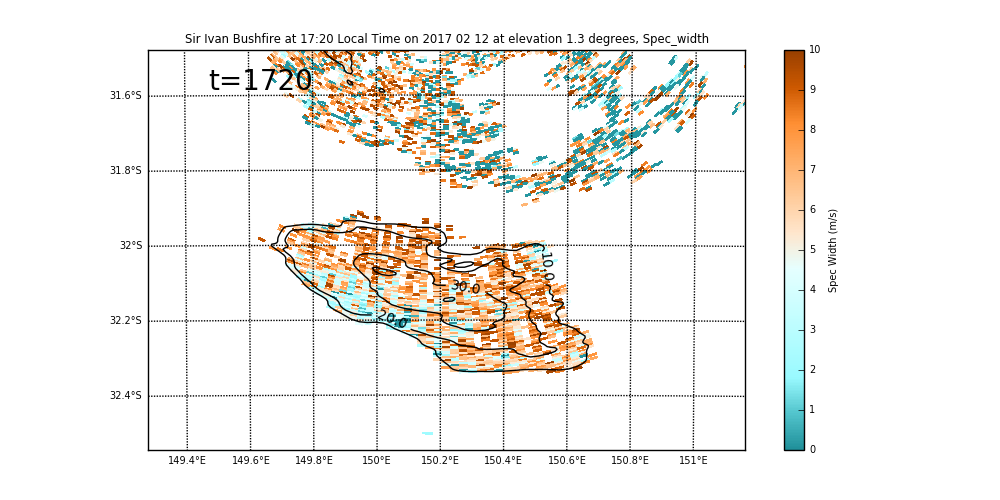 Sir Ivan Bushfire at 17:20 Local Time on 2017 02 12 at elevation 1.3 degrees, Spec_width
t=1720
31.6°S
31.8°S
32°S
32.2°S
32.4°S
149.4°E 149.6°E 149.8°E 150°E 150.2°E 150.4°E 150.6°E 150.8°E 151°E
10.0
30.0
20.0
10
9
8
7
6
5
4
3
2
1
0
Spec Width (m/s)